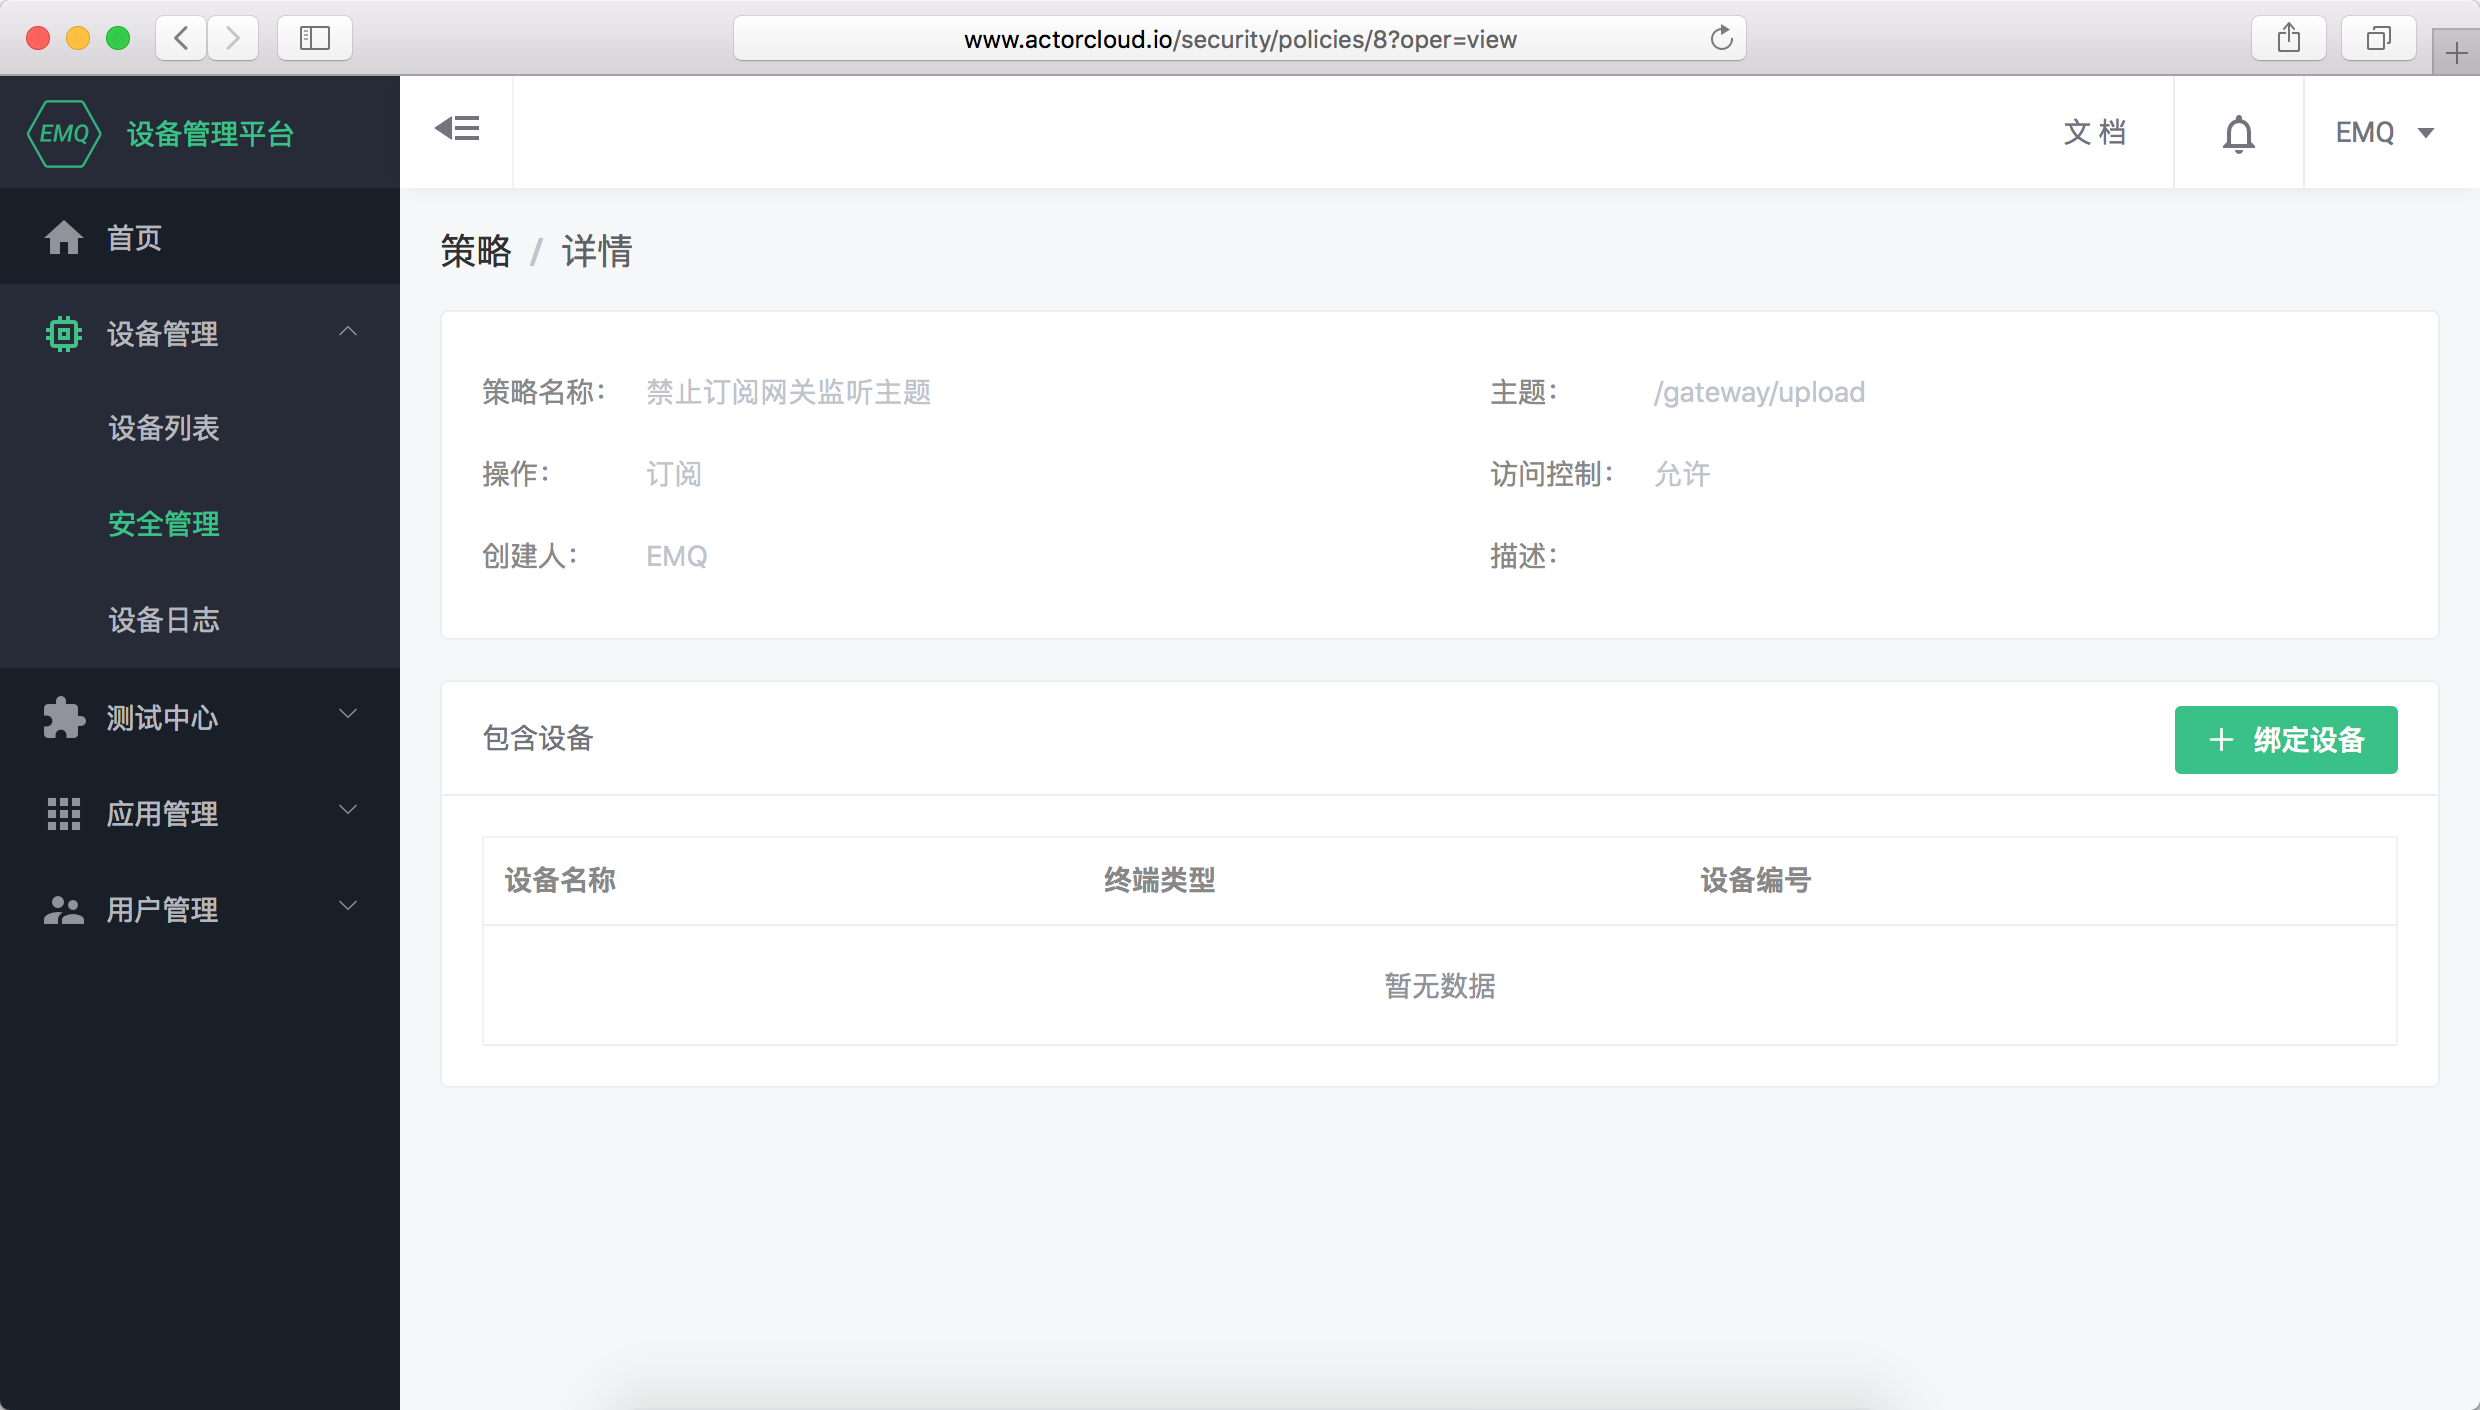 www.actorcloud.io/security/policies/8?oper=view
EMQ 设备管理平台
文 档
EMQ
首页
设备管理
设备列表
安全管理
设备日志
测试中心
应用管理
用户管理
策略 / 详情
策略名称： 禁止订阅网关监听主题 主题： /gateway/upload
操作： 订阅 访问控制： 允许
创建人： EMQ 描述：
包含设备
绑定设备
设备名称 终端类型 设备编号
暂无数据